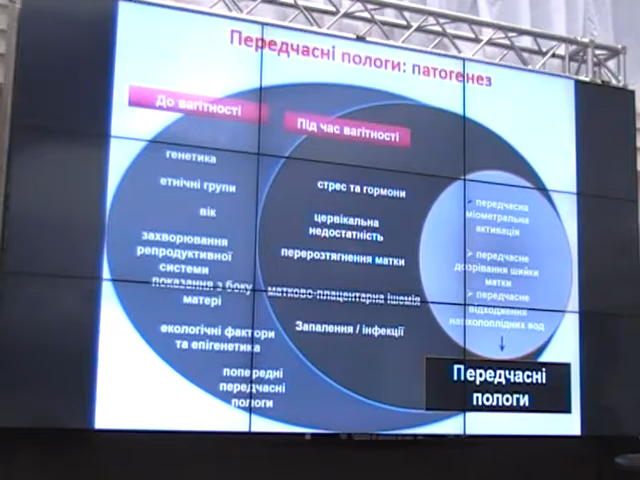 Передчасні пологи: патогенез
До вагітності
генетика
етнічні групи
вік
захворювання
репродуктивної
системи
показання з боку
матері
екологічні фактори
та епігенетика
попередні
передчасні
пологи
Під час вагітності
стрес та гормони
цервікальна
недостатність
перерозтягнення матки
матково-плацентарна ішемія
Запалення / інфекції
➢ передчасна
міометральна
активація
➢ передчасне
дозрівання шийки
матки
➢ передчасне
відходження
навколоплідних вод
Передчасні
пологи